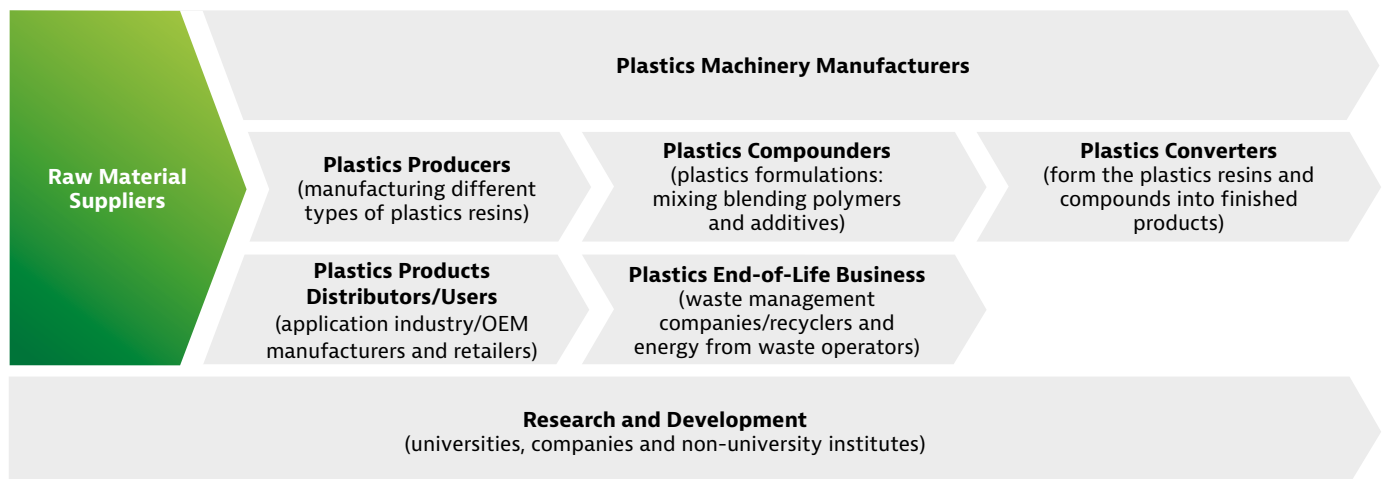 Plastics Machinery Manufacturers
Raw Material
Suppliers
Plastics Producers
(manufacturing different
types of plastics resins)
Plastics Compounders
(plastics formulations:
mixing blending polymers
and additives)
Plastics Converters
(form the plastics resins and
compounds into finished
products)
Plastics Products
Distributors/Users
(application industry/OEM
manufacturers and retailers)
Plastics End-of-Life Business
(waste management
companies/recyclers and
energy from waste operators)
Research and Development
(universities, companies and non-university institutes)